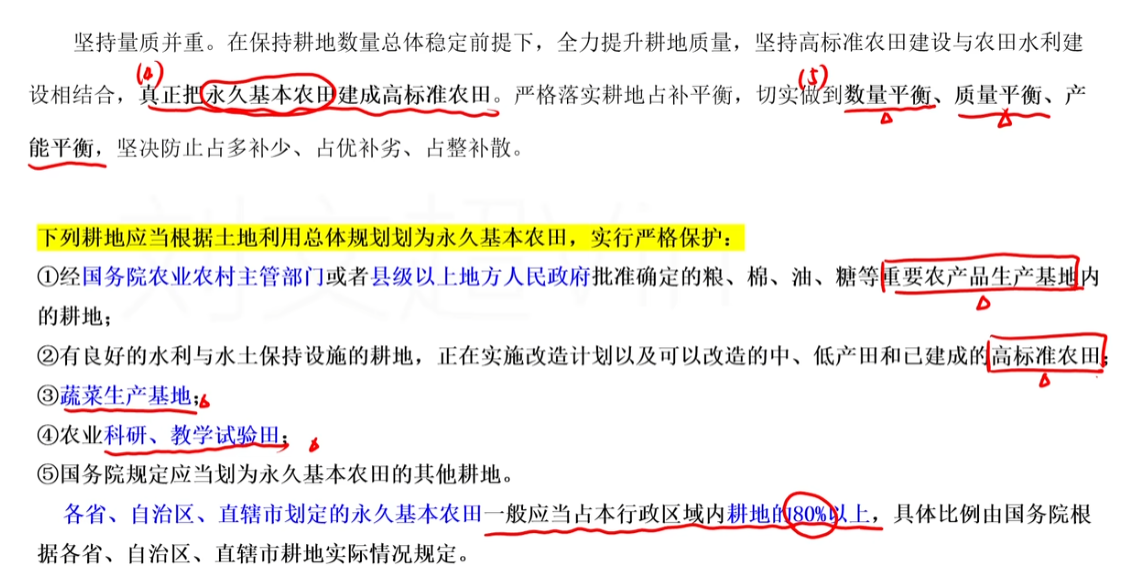 坚持量质并重。在保持耕地数量总体稳定前提下，全力提升耕地质量，坚持高标准农田建设与农田水利建
(4)
(5)
设相结合，真正把永久基本农田建成高标准农田。严格落实耕地占补平衡，切实做到数量平衡、质量平衡、产
能平衡，坚决防止占多补少、占优补劣、占整补散。
下列耕地应当根据土地利用总体规划划为永久基本农田，实行严格保护：
①经国务院农业农村主管部门或者县级以上地方人民政府批准确定的粮、棉、油、糖等重要农产品生产基地内
的耕地；
②有良好的水利与水土保持设施的耕地，正在实施改造计划以及可以改造的中、低产田和已建成的高标准农田；
③蔬菜生产基地；
④农业科研、教学试验田；
⑤国务院规定应当划为永久基本农田的其他耕地。
各省、自治区、直辖市划定的永久基本农田一般应当占本行政区域内耕地的80%以上，具体比例由国务院根
据各省、自治区、直辖市耕地实际情况规定。